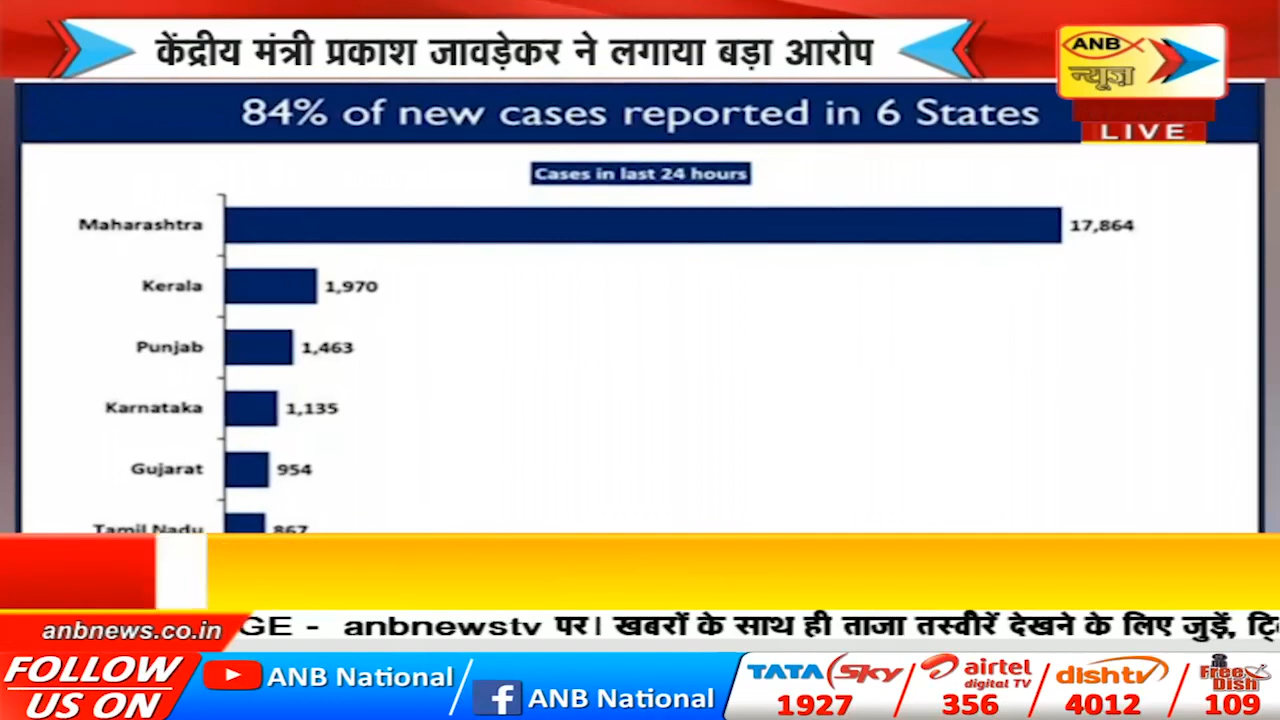 केंद्रीय मंत्री प्रकाश जावड़ेकर ने लगाया बड़ा आरोप
ANB
न्यूज़
LIVE
84% of new cases reported in 6 States
Cases in last 24 hours
Maharashtra 17,864
Kerala 1,970
Punjab 1,463
Karnataka 1,135
Gujarat 954
Tamil Nadu 867
anbnews.co.in GE - anbnewstv पर। खबरों के साथ ही ताजा तस्वीरें देखने के लिए जुड़ें,
FOLLOW US ON
ANB National
ANB National
TATA Sky 1927
airtel digital TV 356
dishtv 4012
Free Dish 109